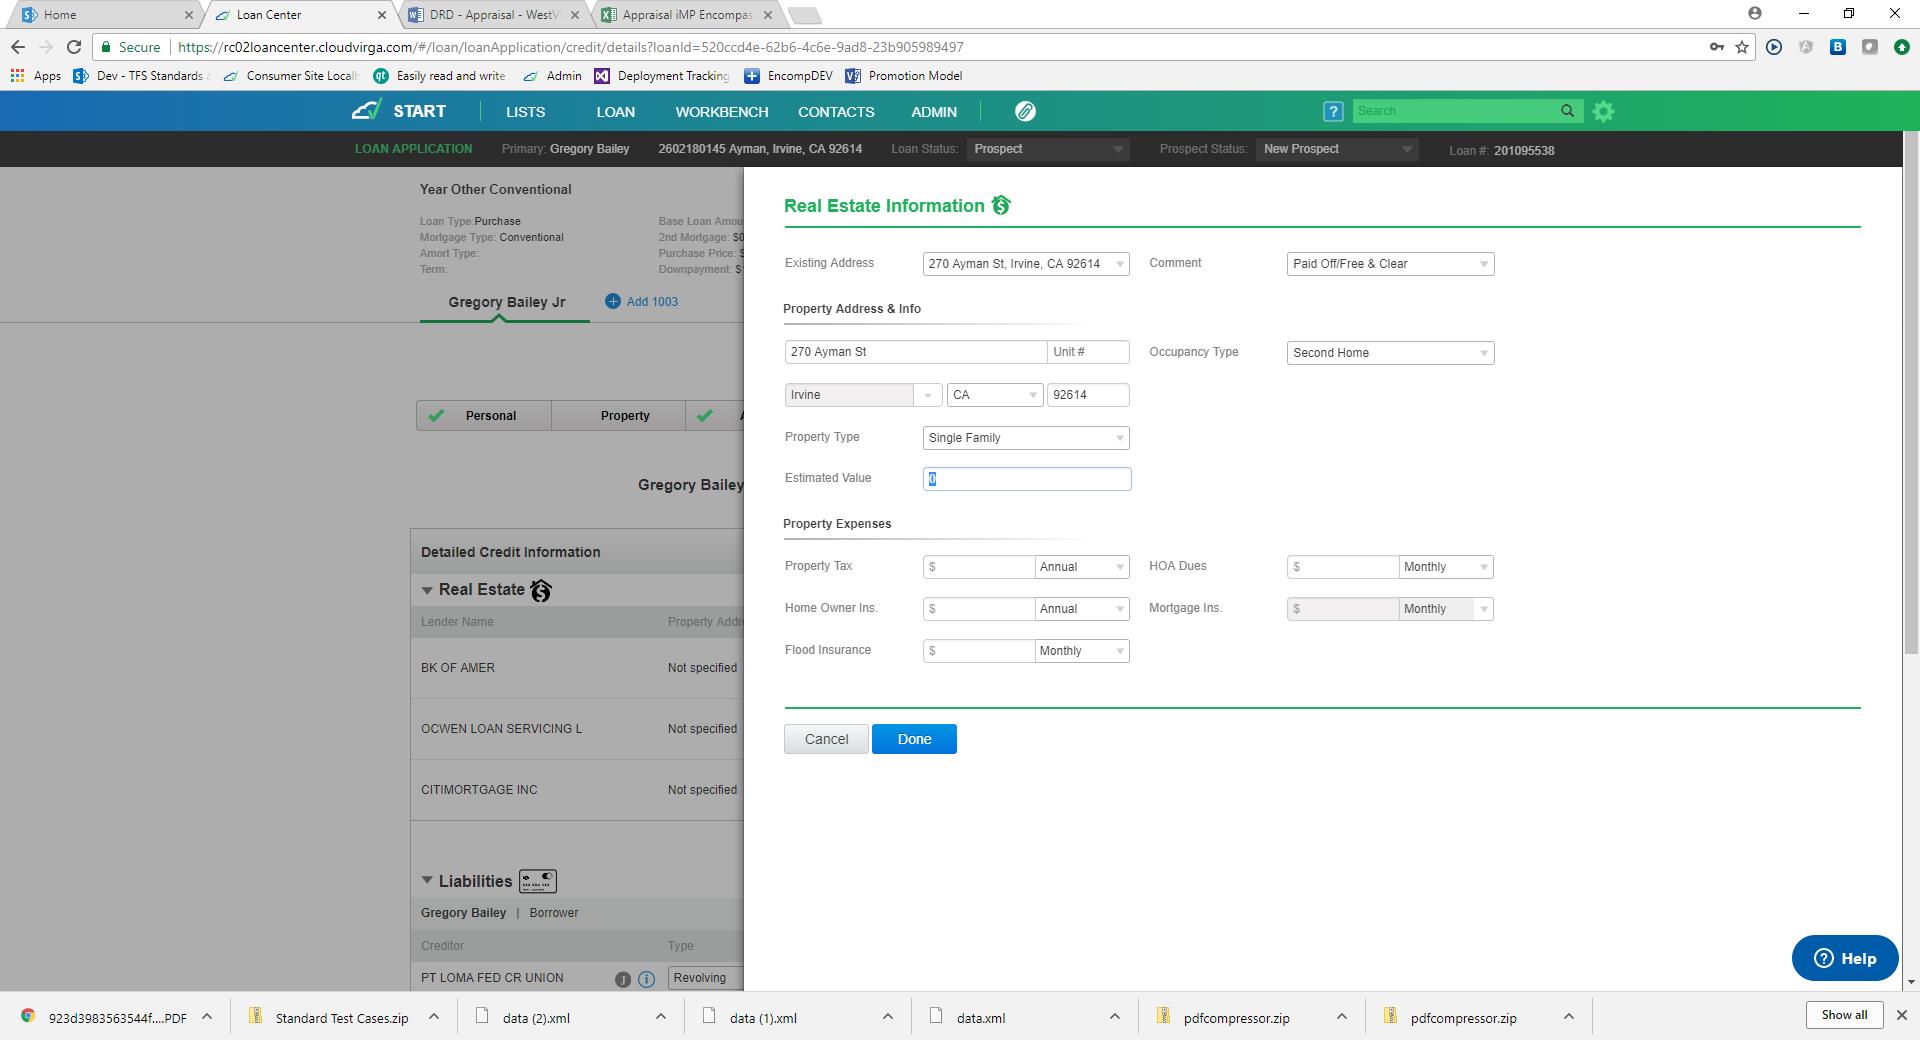 Home
Loan Center
DRD - Appraisal - WestV
Appraisal iMP Encompas
Secure
https://rc02loancenter.cloudvirga.com/#/loan/loanApplication/credit/details?loanId=520ccd4e-62b6-4c6e-9ad8-23b905989497
Apps
Dev - TFS Standards
Consumer Site Local
Easily read and write
Admin
Deployment Tracking
EncompDEV
Promotion Model
START
LISTS
LOAN
WORKBENCH
CONTACTS
ADMIN
?
Search
LOAN APPLICATION
Primary: Gregory Bailey
2602180145 Ayman, Irvine, CA 92614
Loan Status: Prospect
Prospect Status: New Prospect
Loan #: 201095538
Year Other Conventional
Loan Type:Purchase
Mortgage Type: Conventional
Amort Type:
Term:
Base Loan Amou
2nd Mortgage: $0
Purchase Price: $
Downpayment: $
Gregory Bailey Jr
Add 1003
Personal
Property
A
Gregory Bailey
Detailed Credit Information
Real Estate
Lender Name Property Addr
BK OF AMER Not specified
OCWEN LOAN SERVICING L Not specified
CITIMORTGAGE INC Not specified
Liabilities
Gregory Bailey | Borrower
Creditor Type
PT LOMA FED CR UNION J i Revolving
Real Estate Information
Existing Address 270 Ayman St, Irvine, CA 92614 Comment Paid Off/Free & Clear
Property Address & Info
270 Ayman St Unit # Occupancy Type Second Home
Irvine CA 92614
Property Type Single Family
Estimated Value 0
Property Expenses
Property Tax $ Annual HOA Dues $ Monthly
Home Owner Ins. $ Annual Mortgage Ins. $ Monthly
Flood Insurance $ Monthly
Cancel Done
? Help
923d3983563544f....PDF
Standard Test Cases.zip
data (2).xml
data (1).xml
data.xml
pdfcompressor.zip
pdfcompressor.zip
Show all